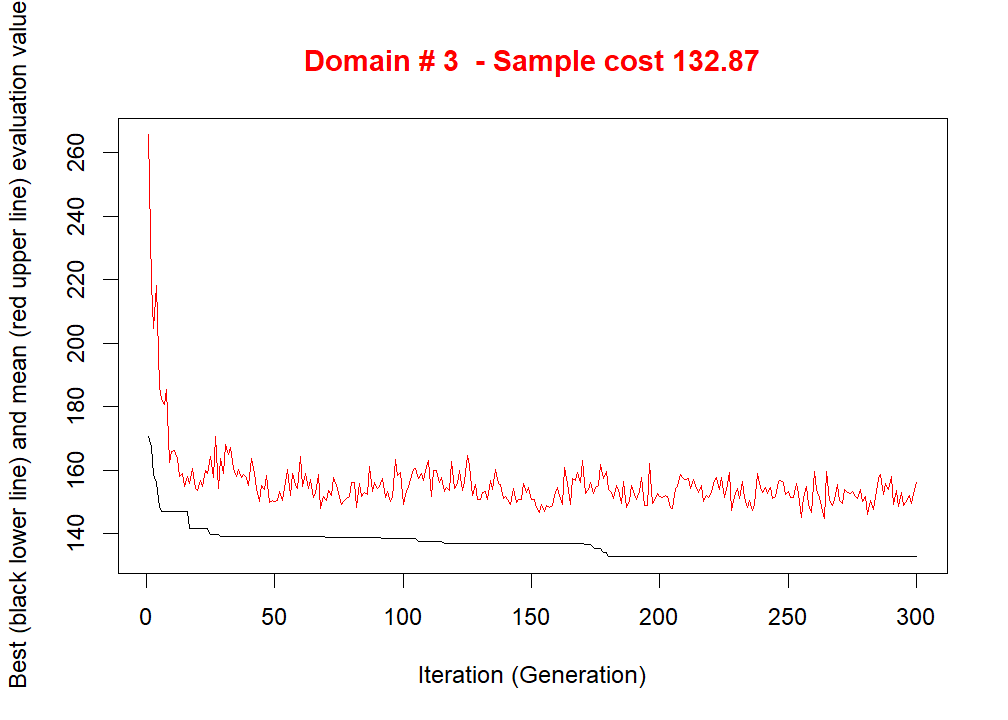 Domain # 3  - Sample cost 132.87
Best (black lower line) and mean (red upper line) evaluation value
260
240
220
200
180
160
140
0 50 100 150 200 250 300
Iteration (Generation)